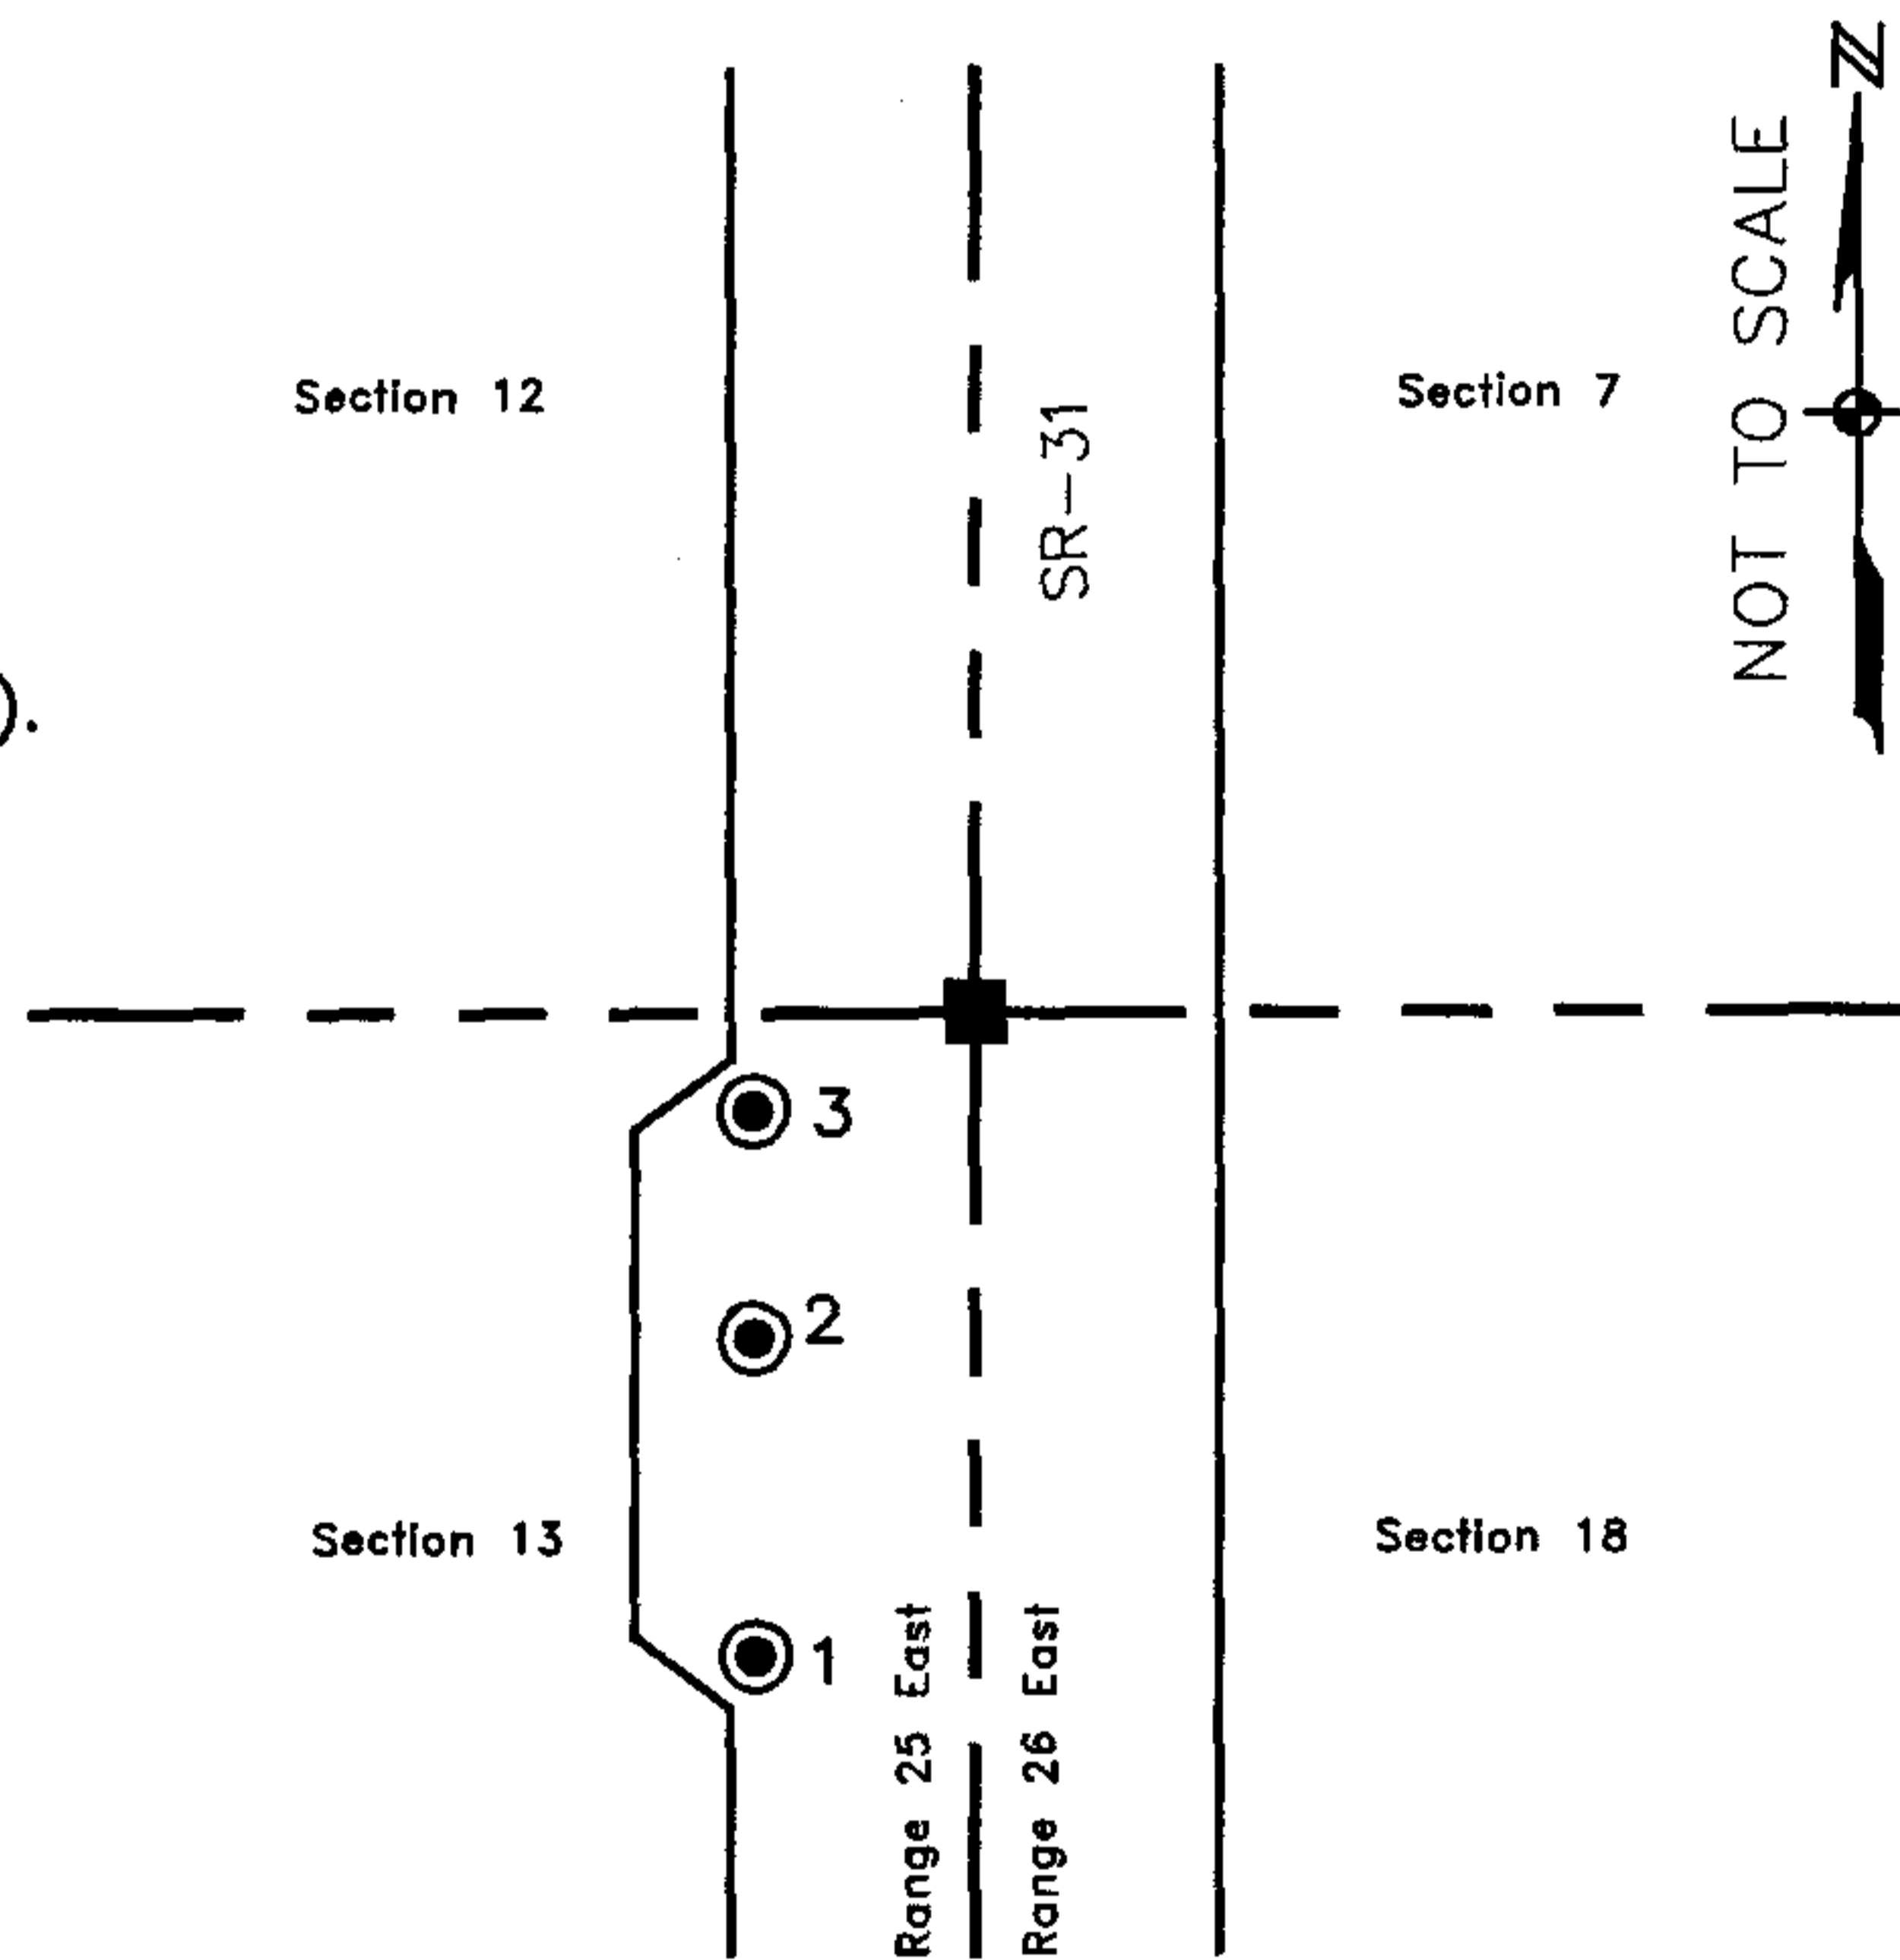 N
NOT TO SCALE
Section 12
SR-31
Section 7
).
3
2
1
Section 13
Section 18
Range 25 East
Range 26 East